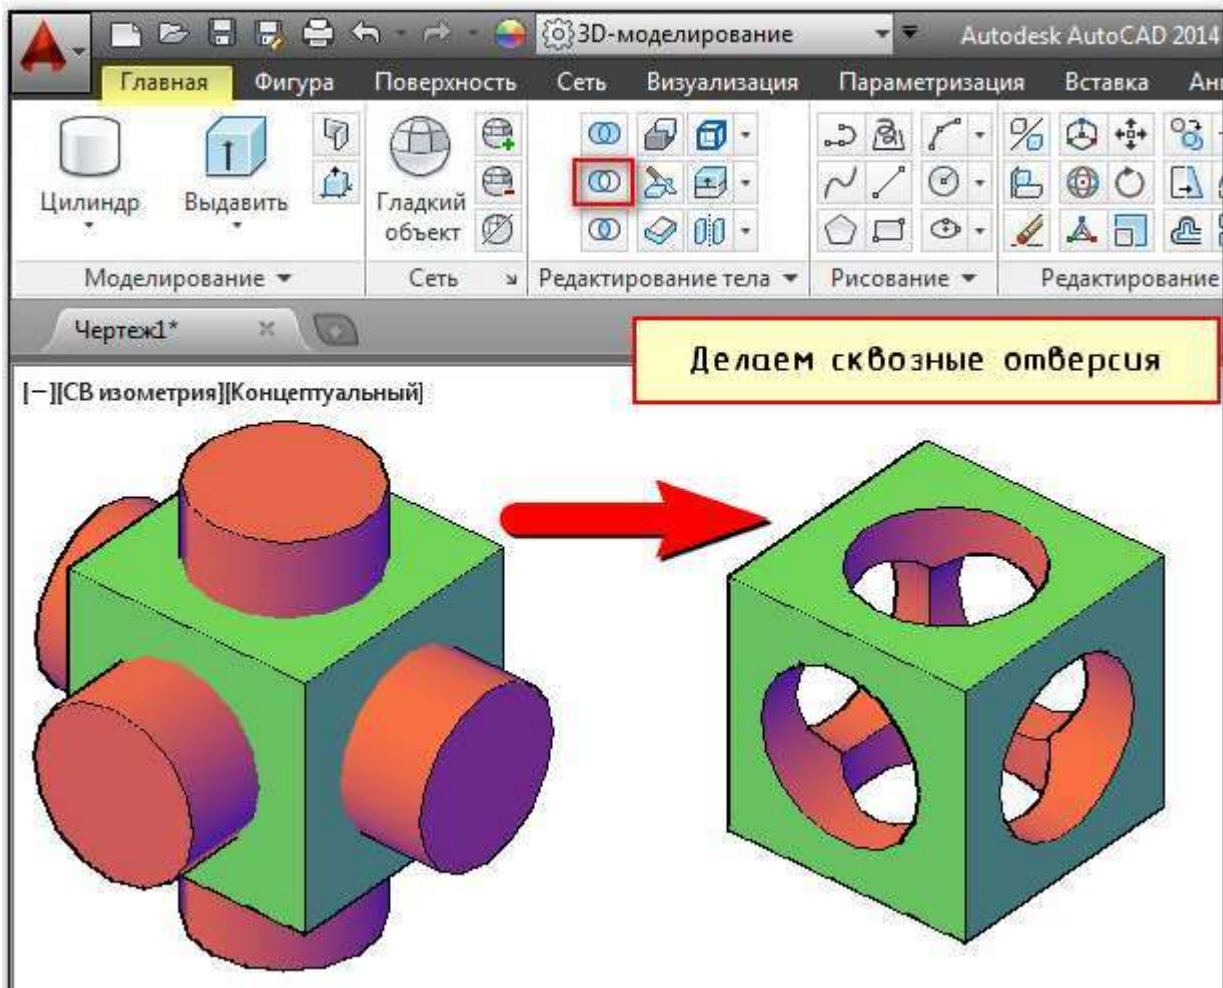 3D-моделирование
Autodesk AutoCAD 2014
Главная Фигура Поверхность Сеть Визуализация Параметризация Вставка
Цилиндр
Выдавить
Гладкий
объект
Моделирование
Сеть
Редактирование тела
Рисование
Редактирование
Чертеж1*
Делаем сквозные отверсия
[−][СВ изометрия][Концептуальный]